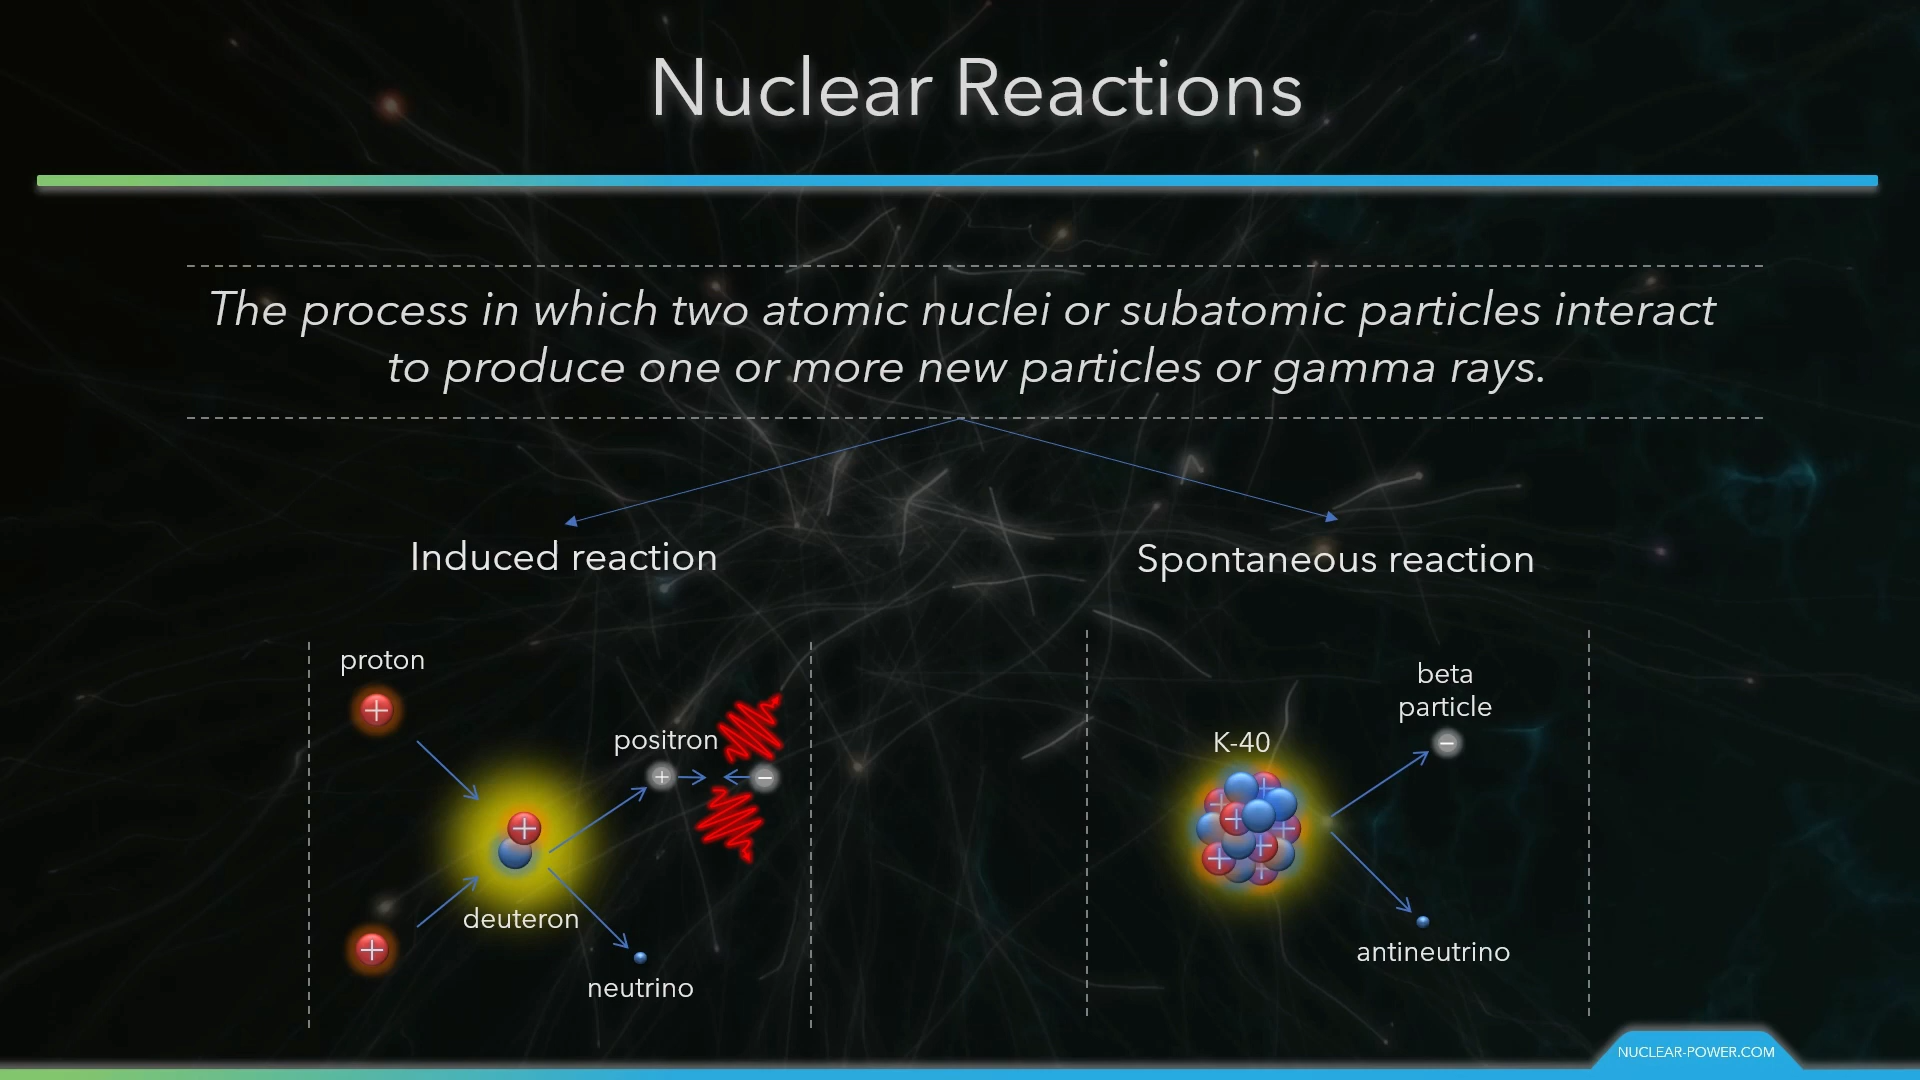 Nuclear Reactions
The process in which two atomic nuclei or subatomic particles interact
to produce one or more new particles or gamma rays.
Induced reaction
Spontaneous reaction
proton
positron
deuteron
neutrino
K-40
beta
particle
antineutrino
NUCLEAR-POWER.COM